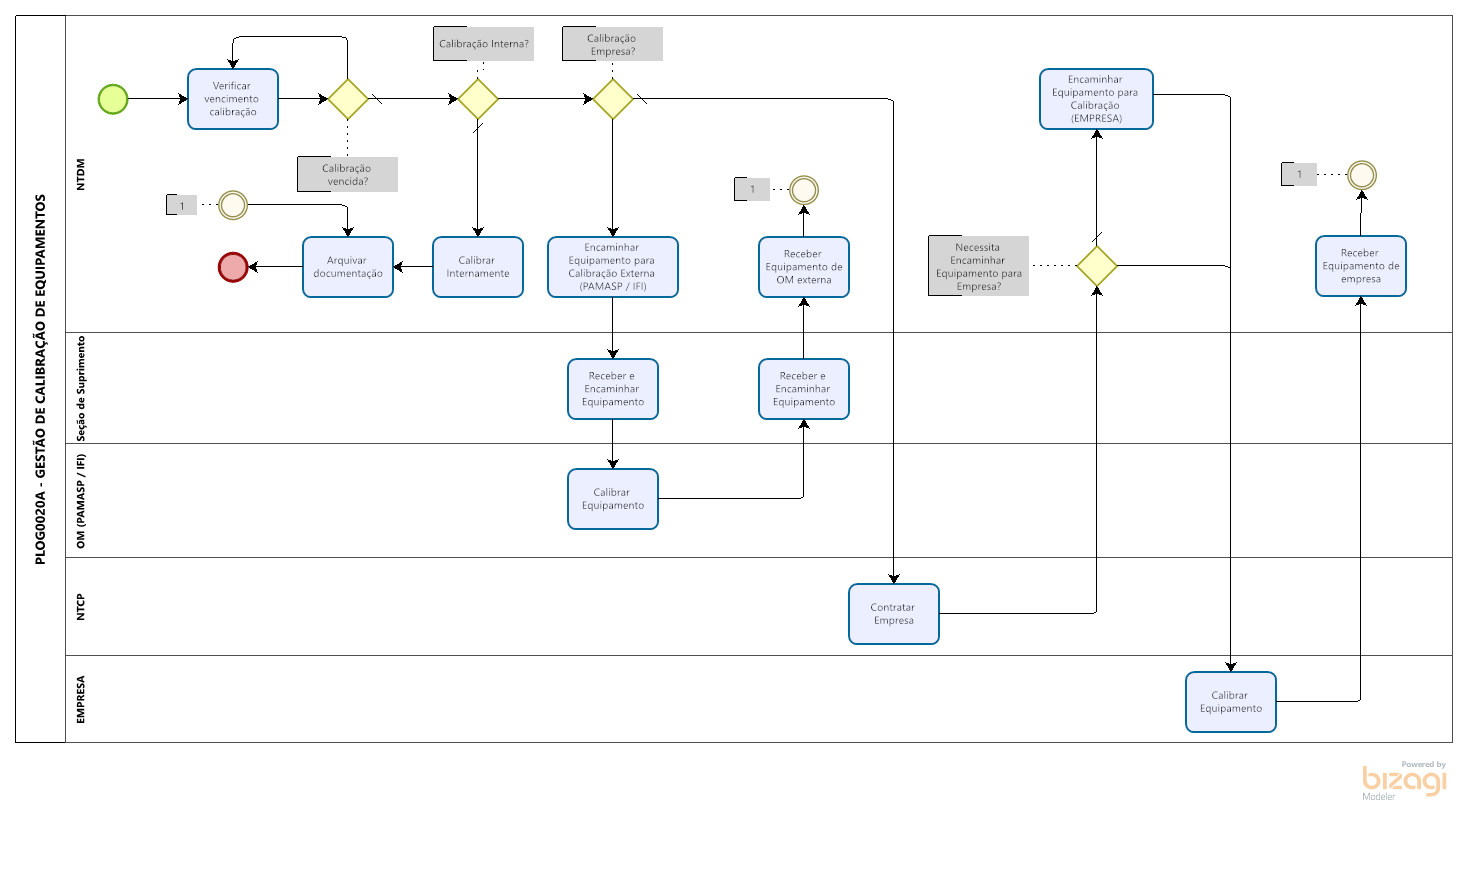 PLOG0020A - GESTÃO DE CALIBRAÇÃO DE EQUIPAMENTOS
NTDM
Verificar
vencimento
calibração
Calibração
vencida?
Calibração Interna?
Calibração
Empresa?
1
Arquivar
documentação
Calibrar
Internamente
Encaminhar
Equipamento para
Calibração Externa
(PAMASP / IFI)
1
Receber
Equipamento de
OM externa
Necessita
Encaminhar
Equipamento para
Empresa?
Encaminhar
Equipamento para
Calibração
(EMPRESA)
1
Receber
Equipamento de
empresa
Seção de Suprimento
Receber e
Encaminhar
Equipamento
Receber e
Encaminhar
Equipamento
OM (PAMASP / IFI)
Calibrar
Equipamento
NTCP
Contratar
Empresa
EMPRESA
Calibrar
Equipamento
Powered by
bizagi
Modeler